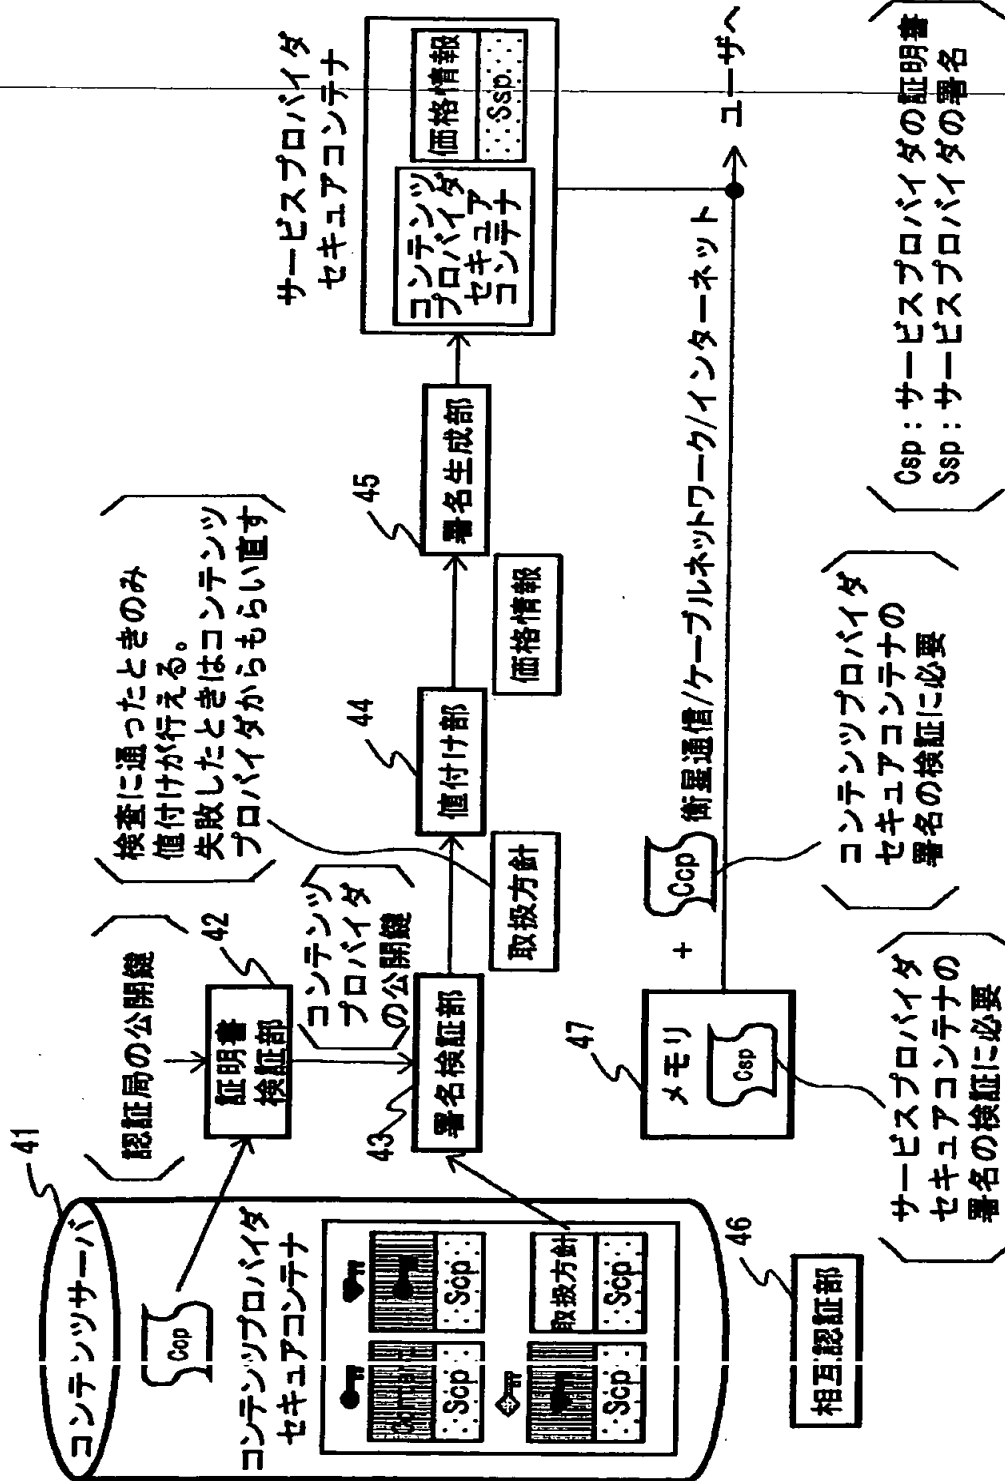 コンテンツサーバ
41
Ccp
コンテンツプロバイダ
セキュアコンテナ
Scp
Scp
取扱方針
Scp
Scp
認証局の公開鍵
証明書
検証部
42
コンテンツ
プロバイダ
の公開鍵
43
署名検証部
検査に通ったときのみ
値付けが行える。
失敗したときはコンテンツ
プロバイダからもらい直す
取扱方針
値付け部
44
価格情報
署名生成部
45
サービスプロバイダ
セキュアコンテナ
コンテンツ
プロバイダ
セキュア
コンテナ
価格情報
Ssp
相互認証部
46
メモリ
47
Csp
+
Ccp
衛星通信/ケーブルネットワーク/インターネット
ユーザへ
サービスプロバイダ
セキュアコンテナの
署名の検証に必要
コンテンツプロバイダ
セキュアコンテナの
署名の検証に必要
Csp:サービスプロバイダの証明書
Ssp:サービスプロバイダの署名